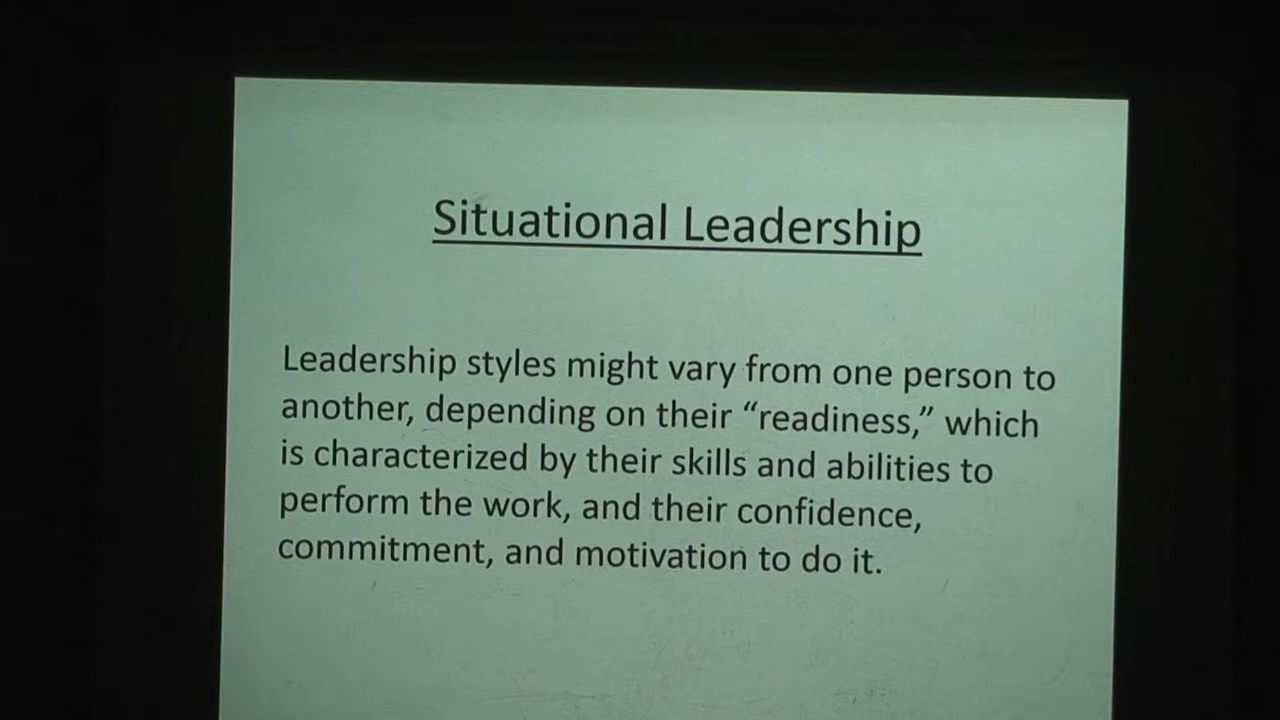 Situational Leadership
Leadership styles might vary from one person to
another, depending on their “readiness,” which
is characterized by their skills and abilities to
perform the work, and their confidence,
commitment, and motivation to do it.